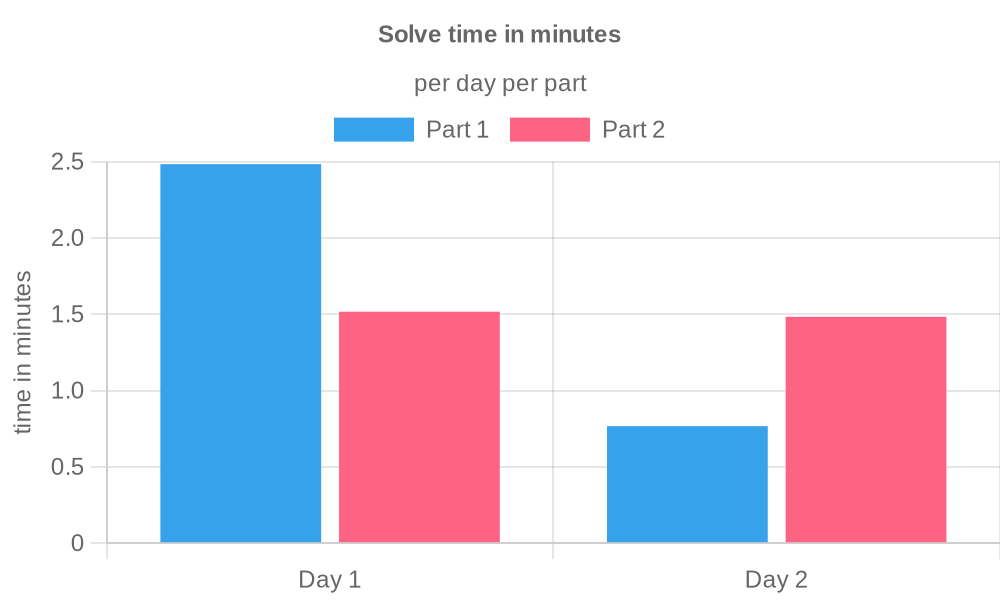 Solve time in minutes
per day per part
Part 1 Part 2
time in minutes
2.5
2.0
1.5
1.0
0.5
0
Day 1 Day 2